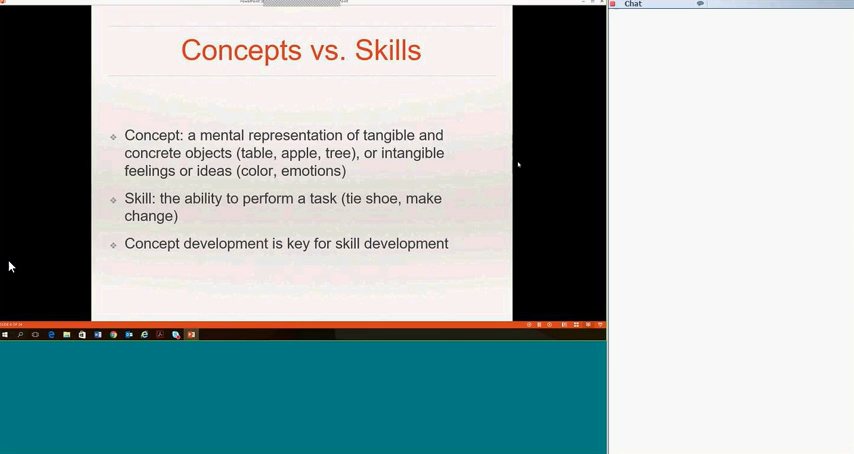 Chat
Concepts vs. Skills
Concept: a mental representation of tangible and
concrete objects (table, apple, tree), or intangible
feelings or ideas (color, emotions)
Skill: the ability to perform a task (tie shoe, make
change)
Concept development is key for skill development